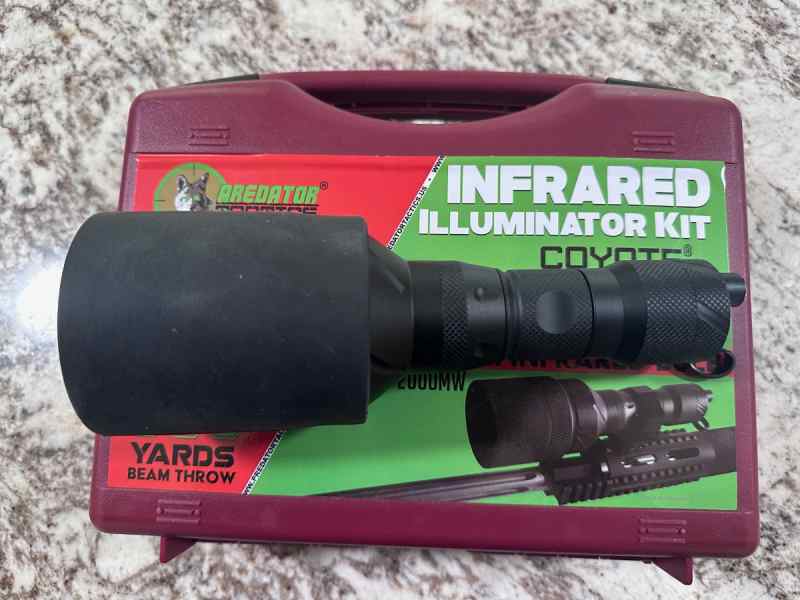 PREDATOR®
INFRARED
ILLUMINATOR KIT
COYOTE®
2000MW
YARDS
BEAM THROW